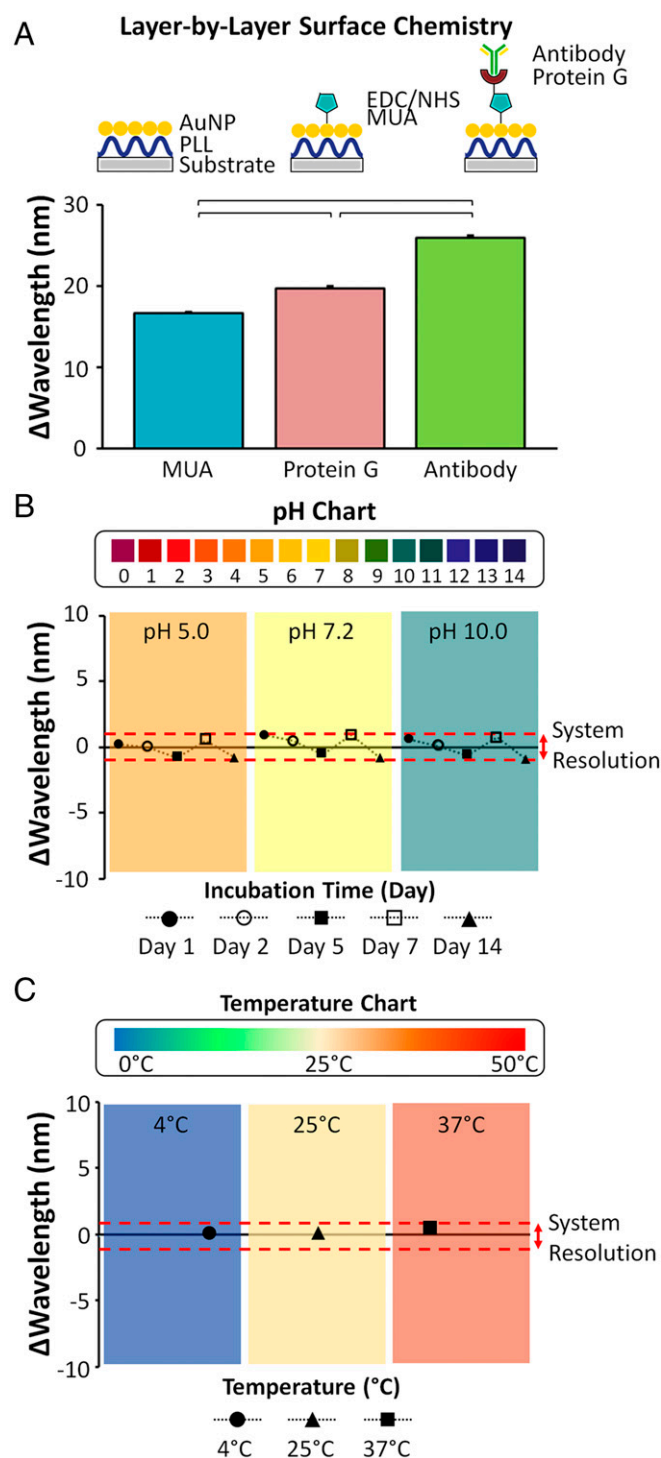 A
Layer-by-Layer Surface Chemistry
AuNP
PLL
Substrate
EDC/NHS
MUA
Antibody
Protein G
ΔWavelength (nm)
30
20
10
0
MUA Protein G Antibody
B
pH Chart
0 1 2 3 4 5 6 7 8 9 10 11 12 13 14
ΔWavelength (nm)
10
5
0
-5
-10
pH 5.0 pH 7.2 pH 10.0
System
Resolution
Incubation Time (Day)
Day 1 Day 2 Day 5 Day 7 Day 14
C
Temperature Chart
0°C 25°C 50°C
ΔWavelength (nm)
10
5
0
-5
-10
4°C 25°C 37°C
System
Resolution
Temperature (°C)
4°C 25°C 37°C